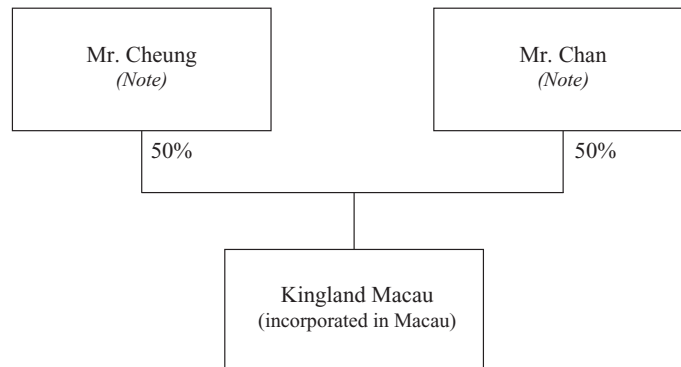 Mr. Cheung
(Note)
Mr. Chan
(Note)
50%
50%
Kingland Macau
(incorporated in Macau)